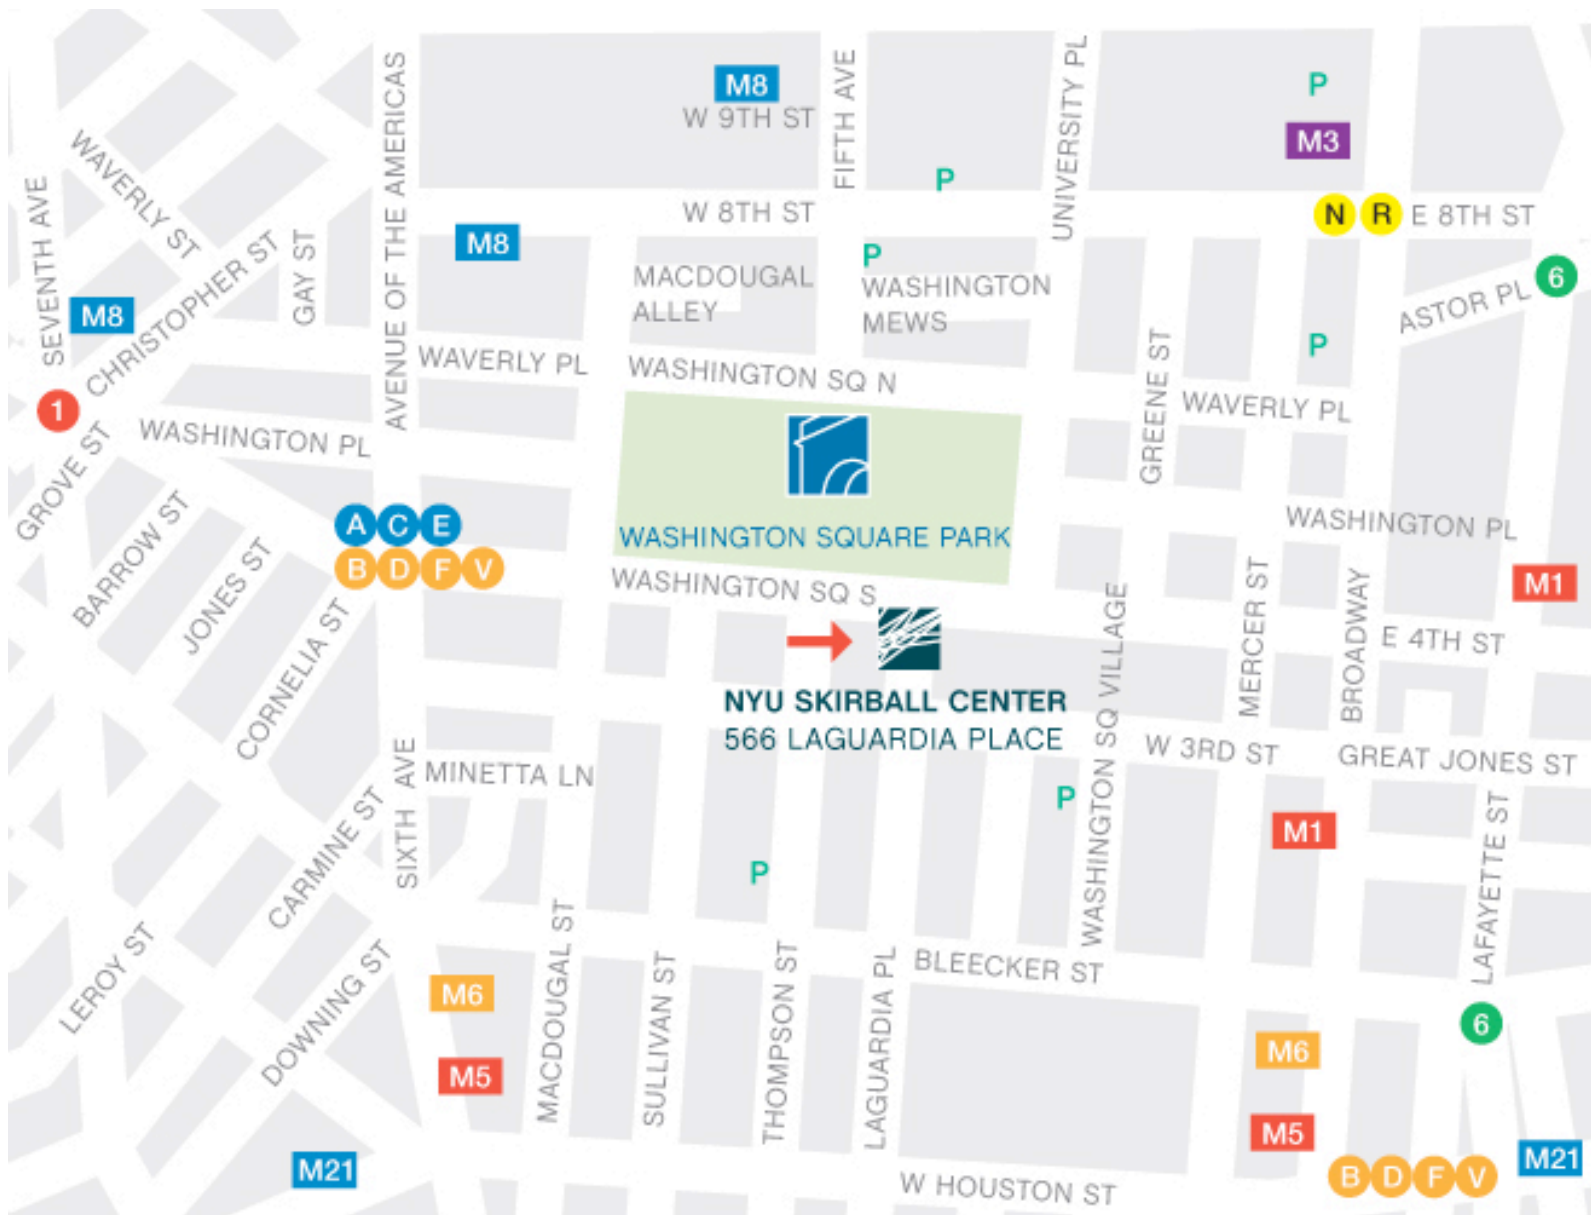 M8
W 9TH ST
FIFTH AVE
UNIVERSITY PL
P
M3
AVENUE OF THE AMERICAS
WAVERLY ST
SEVENTH AVE
P
W 8TH ST
N R
E 8TH ST
M8
GAY ST
CHRISTOPHER ST
M8
MACDOUGAL
ALLEY
P
WASHINGTON
MEWS
6
ASTOR PL
P
WAVERLY PL
WASHINGTON SQ N
GREENE ST
WAVERLY PL
1
WASHINGTON PL
GROVE ST
BARROW ST
JONES ST
A C E
B D F V
WASHINGTON SQUARE PARK
WASHINGTON PL
WASHINGTON SQ S
M1
MERCER ST
BROADWAY
E 4TH ST
CORNELIA ST
WASHINGTON SQ VILLAGE
NYU SKIRBALL CENTER
566 LAGUARDIA PLACE
W 3RD ST
GREAT JONES ST
SIXTH AVE
MINETTA LN
P
M1
CARMINE ST
P
LAFAYETTE ST
LEROY ST
DOWNING ST
M6
MACDOUGAL ST
SULLIVAN ST
THOMPSON ST
LAGUARDIA PL
BLEECKER ST
6
M5
M6
M5
M21
W HOUSTON ST
B D F V
M21